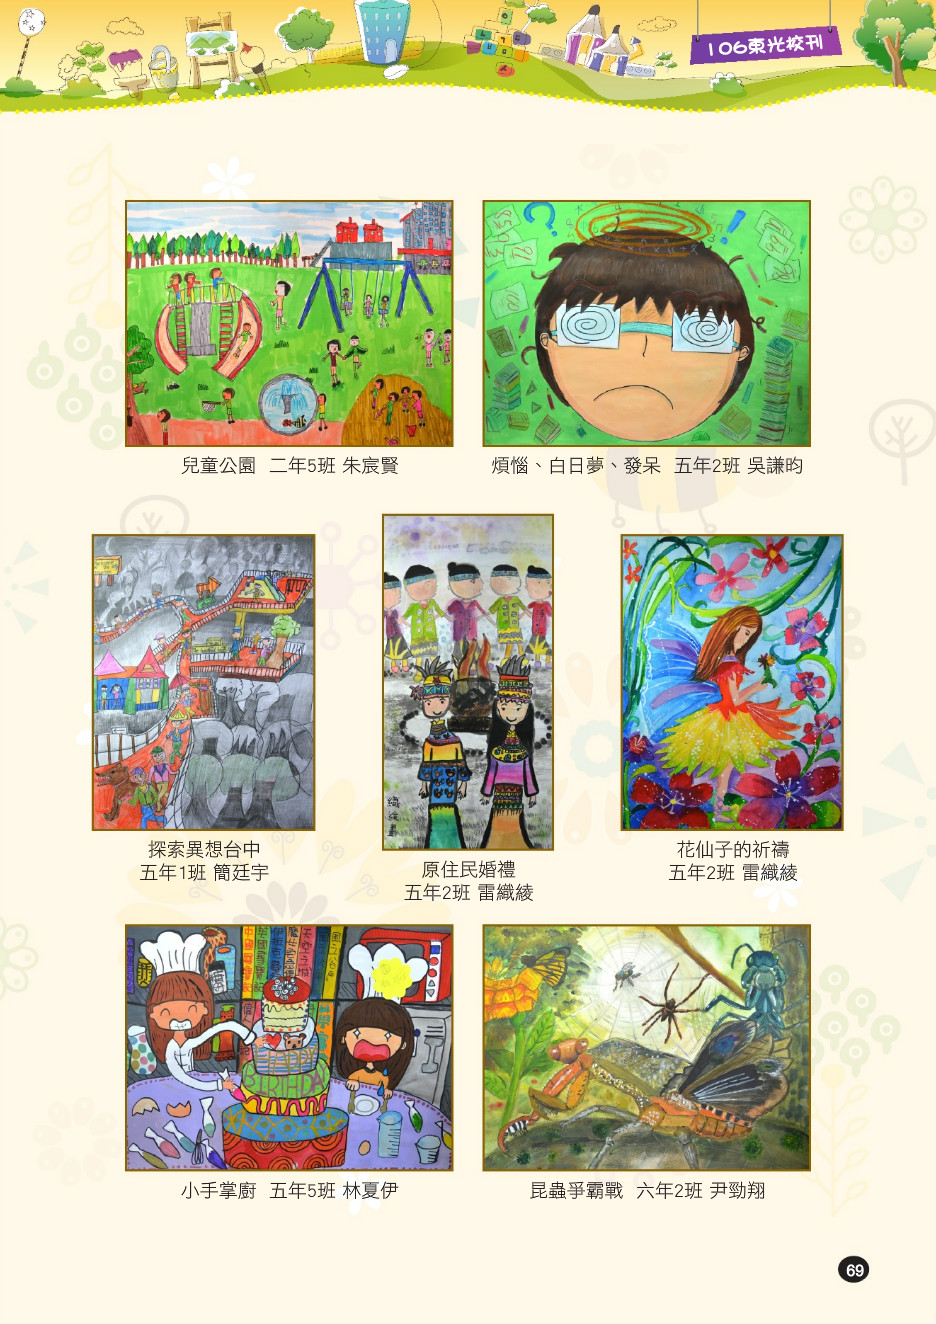 106東光校刊
兒童公園 二年5班 朱宸賢
煩惱、白日夢、發呆 五年2班 吳謙昀
探索異想台中
五年1班 簡廷宇
原住民婚禮
五年2班 雷織綾
花仙子的祈禱
五年2班 雷織綾
BIRTHDA
小手掌廚 五年5班 林夏伊
昆蟲爭霸戰 六年2班 尹勁翔
69